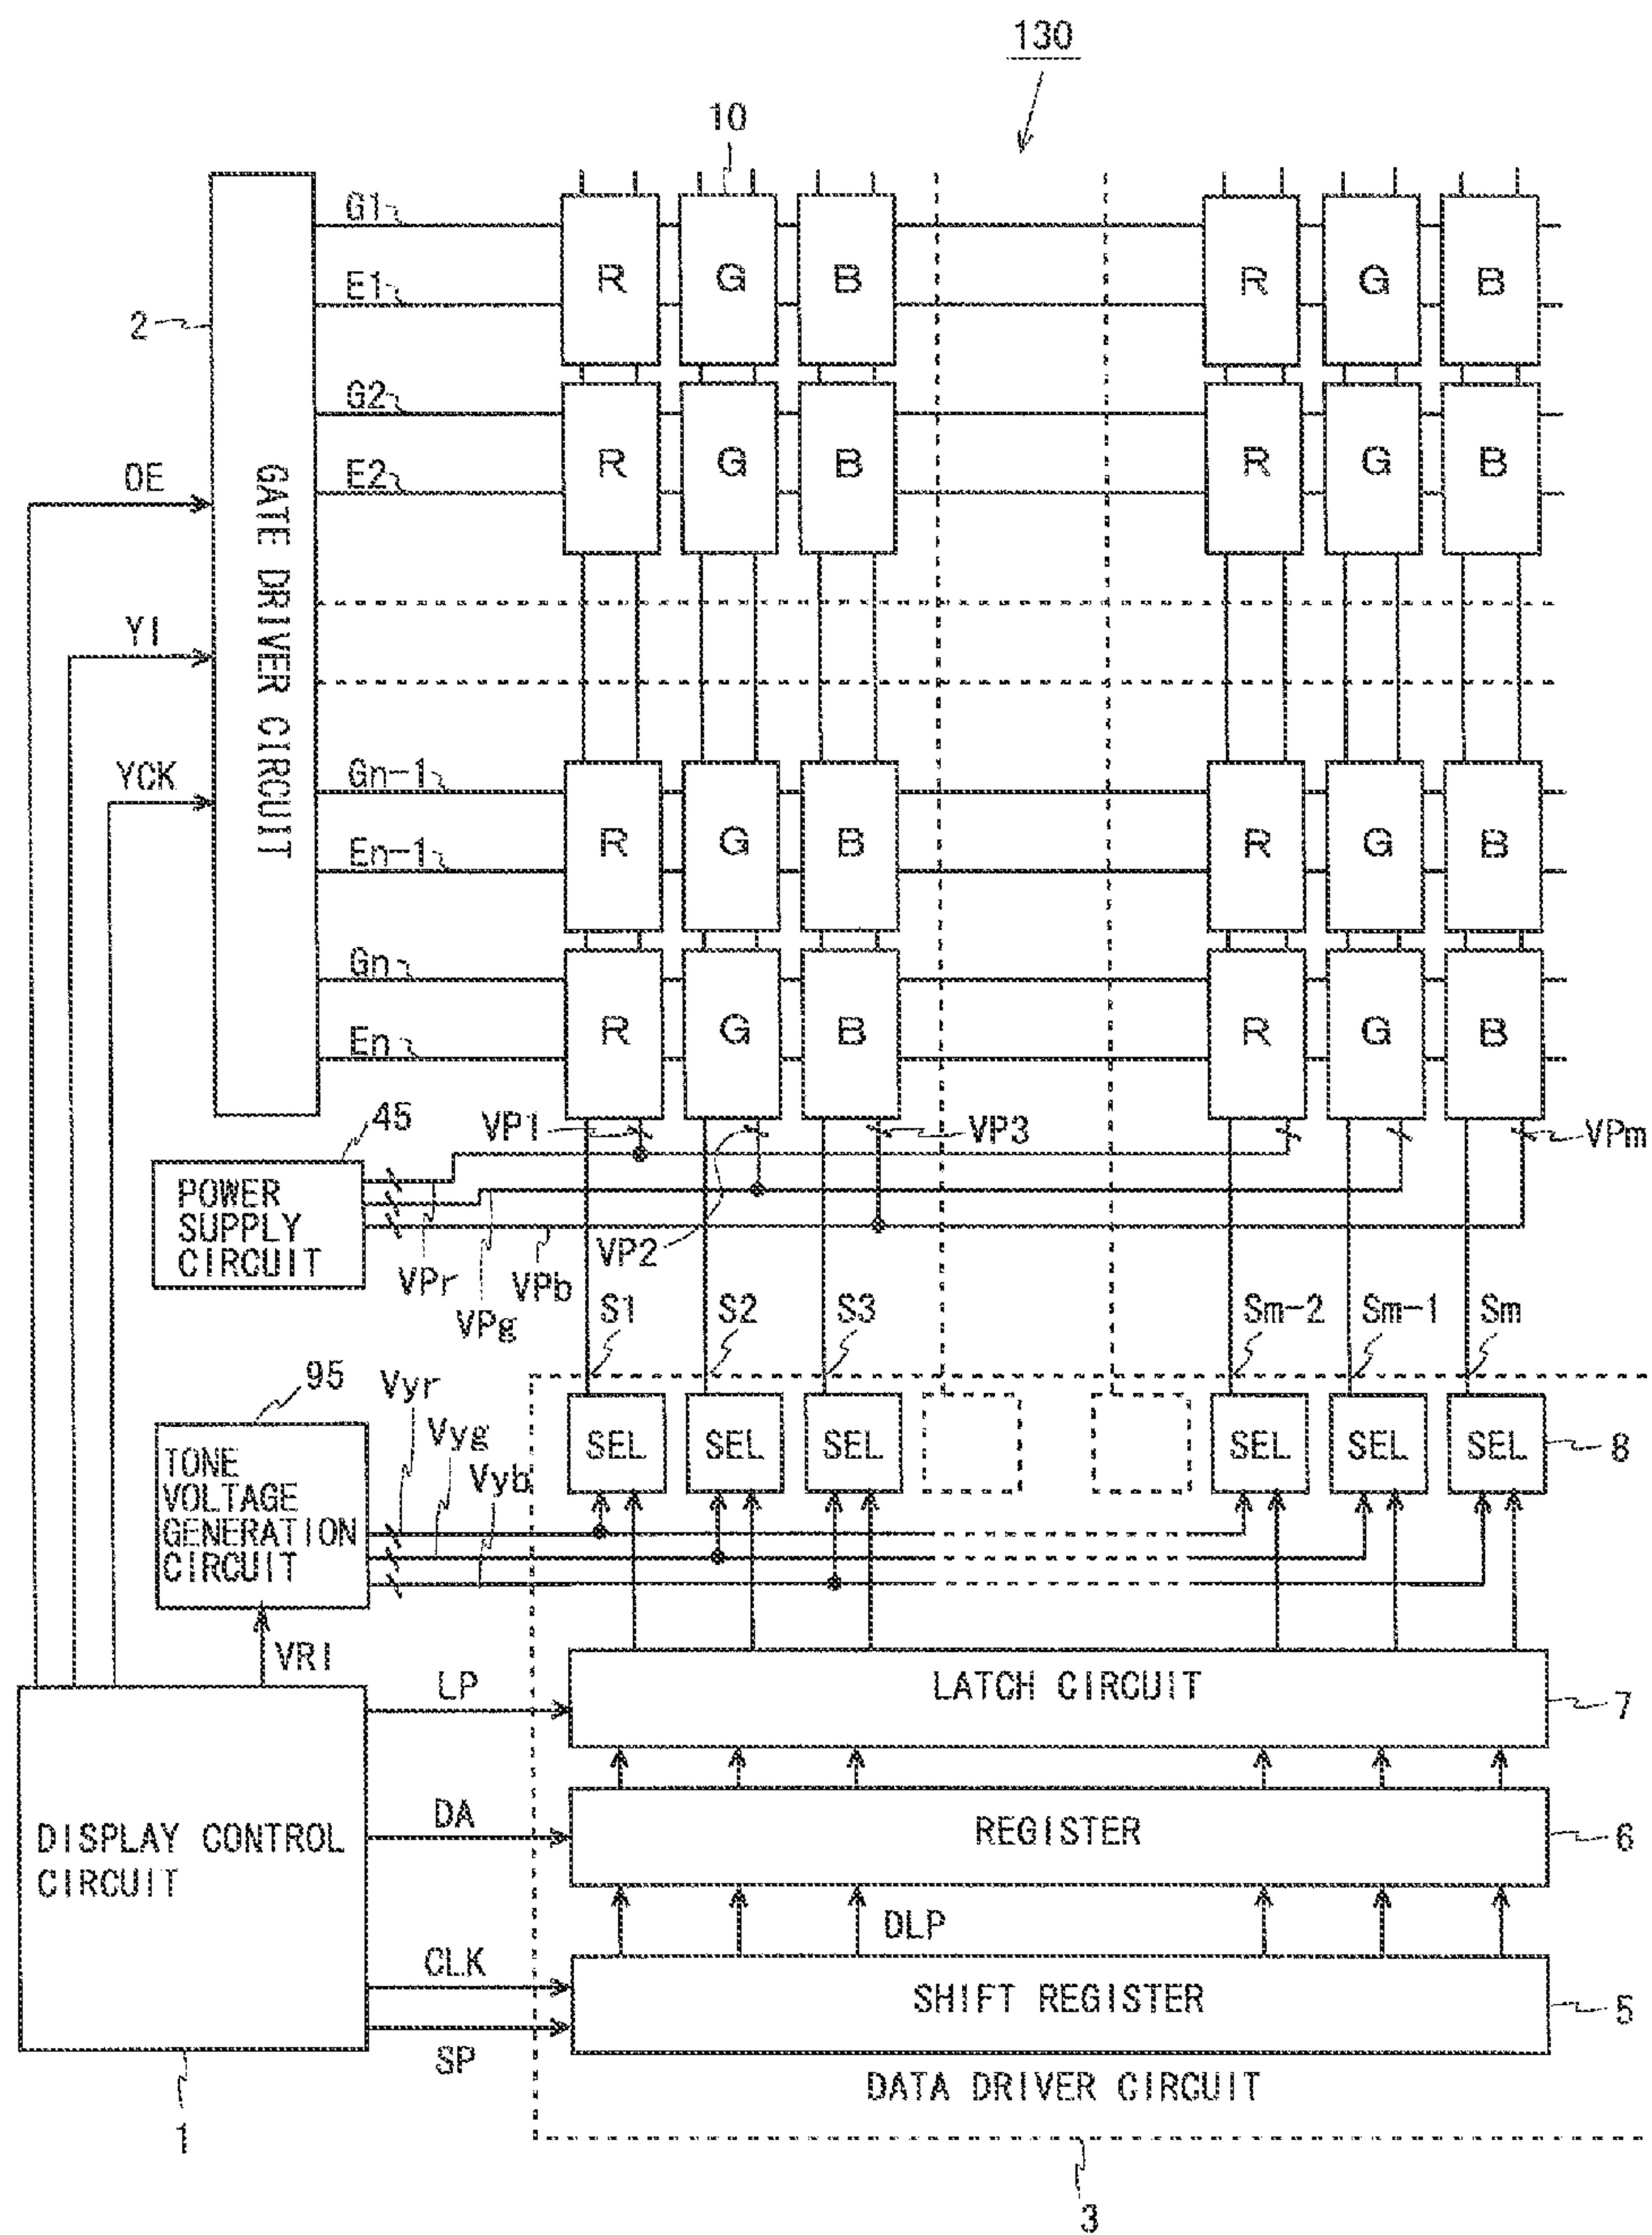 130
10
G1
R G B R G B
E1
2
G2
R G B R G B
E2
OE
GATE DRIVER CIRCUIT
YI
YCK
Gn-1
R G B R G B
En-1
Gn
R G B R G B
En
45
VP1
VP3
VPm
POWER
SUPPLY
CIRCUIT
VP2
VPr
VPb
VPg
S1
S2
S3
Sm-2
Sm-1
Sm
95
Vyr
Vyg
Vyb
SEL SEL SEL SEL SEL SEL
8
TONE
VOLTAGE
GENERATION
CIRCUIT
VRI
LP
LATCH CIRCUIT
7
DA
REGISTER
6
DISPLAY CONTROL
CIRCUIT
DLP
CLK
SHIFT REGISTER
5
SP
DATA DRIVER CIRCUIT
1
3